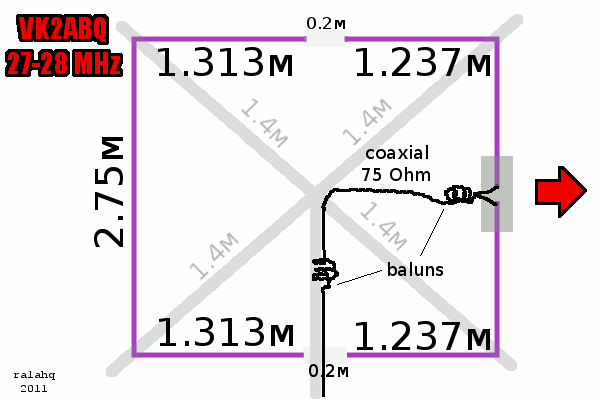 VK2ABQ
27-28 MHz
0.2м
1.313м
1.237м
1.4м
1.4м
2.75м
coaxial
75 Ohm
1.4м
1.4м
baluns
1.313м
1.237м
0.2м
ralahq
2011